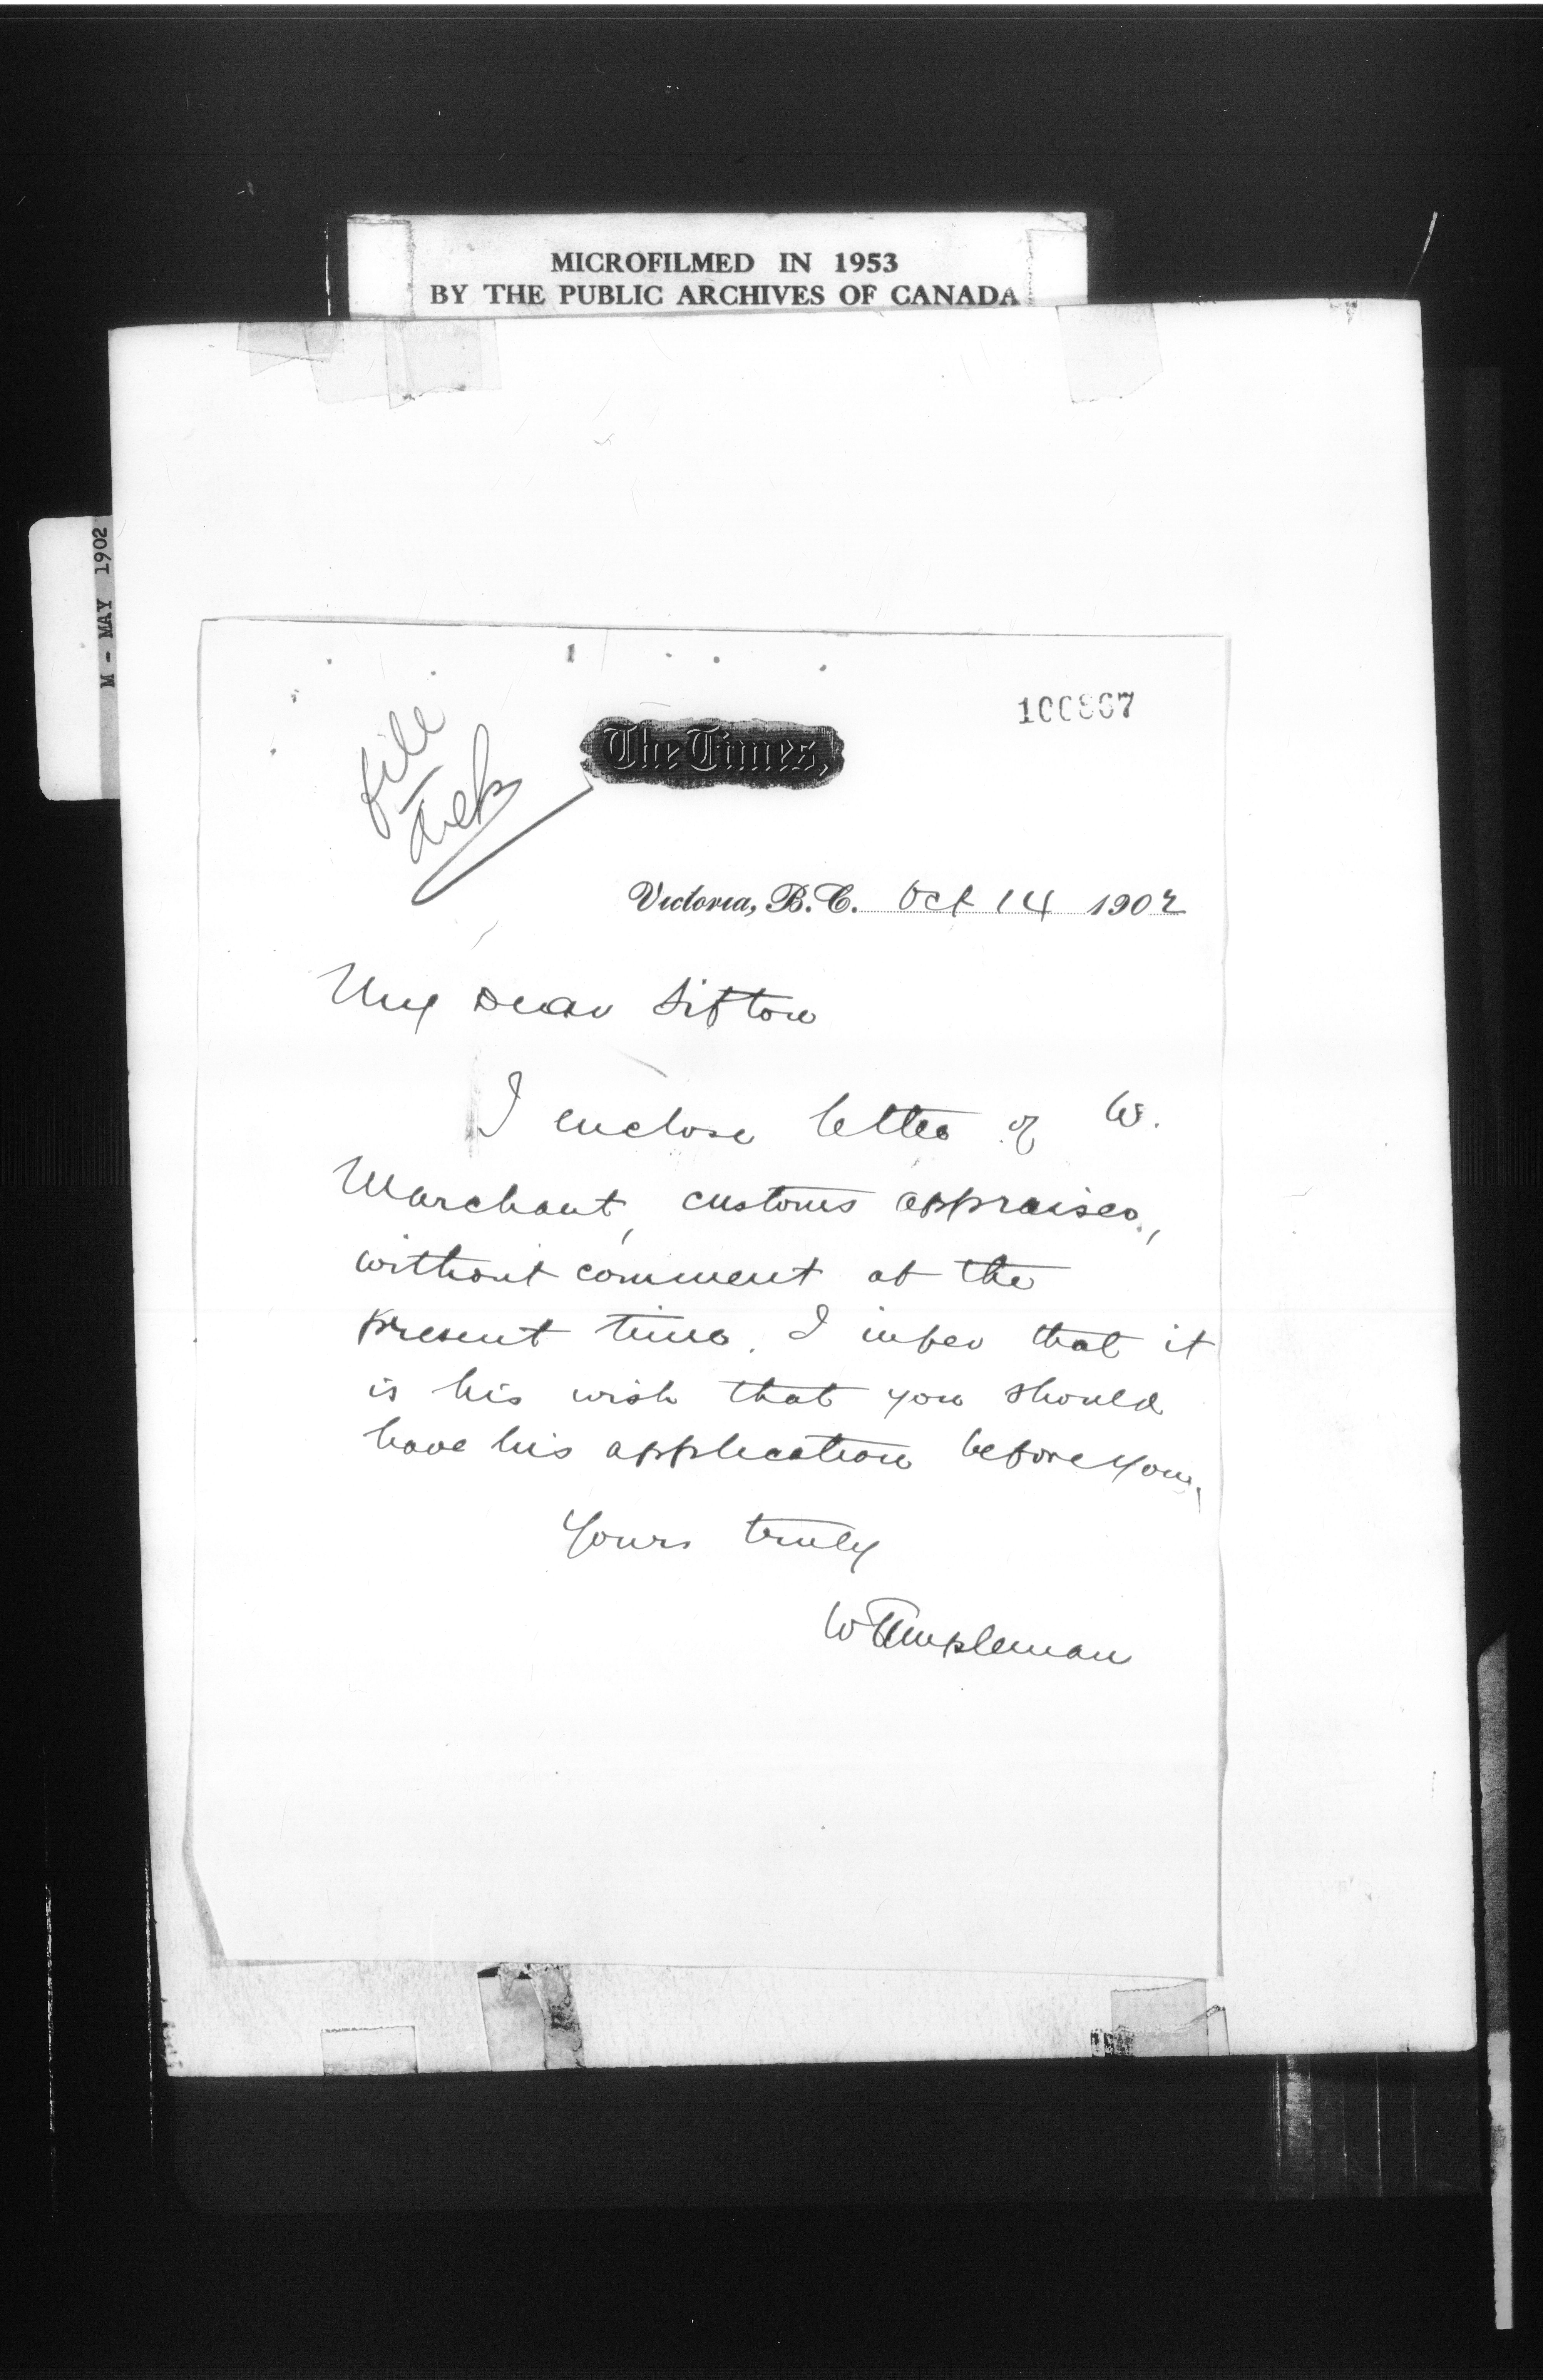 MICROFILMED IN 1953
BY THE PUBLIC ARCHIVES OF CANADA
M - MAY 1902
file
The Times,
Victoria, B.C. Oct 14 1902
My Dear Sifton
I enclose letter of W.
Marchant, customs appraiser,
without comment at the
present time. I infer that it
is his wish that you should
have his application before you.
Yours truly
W Templeman